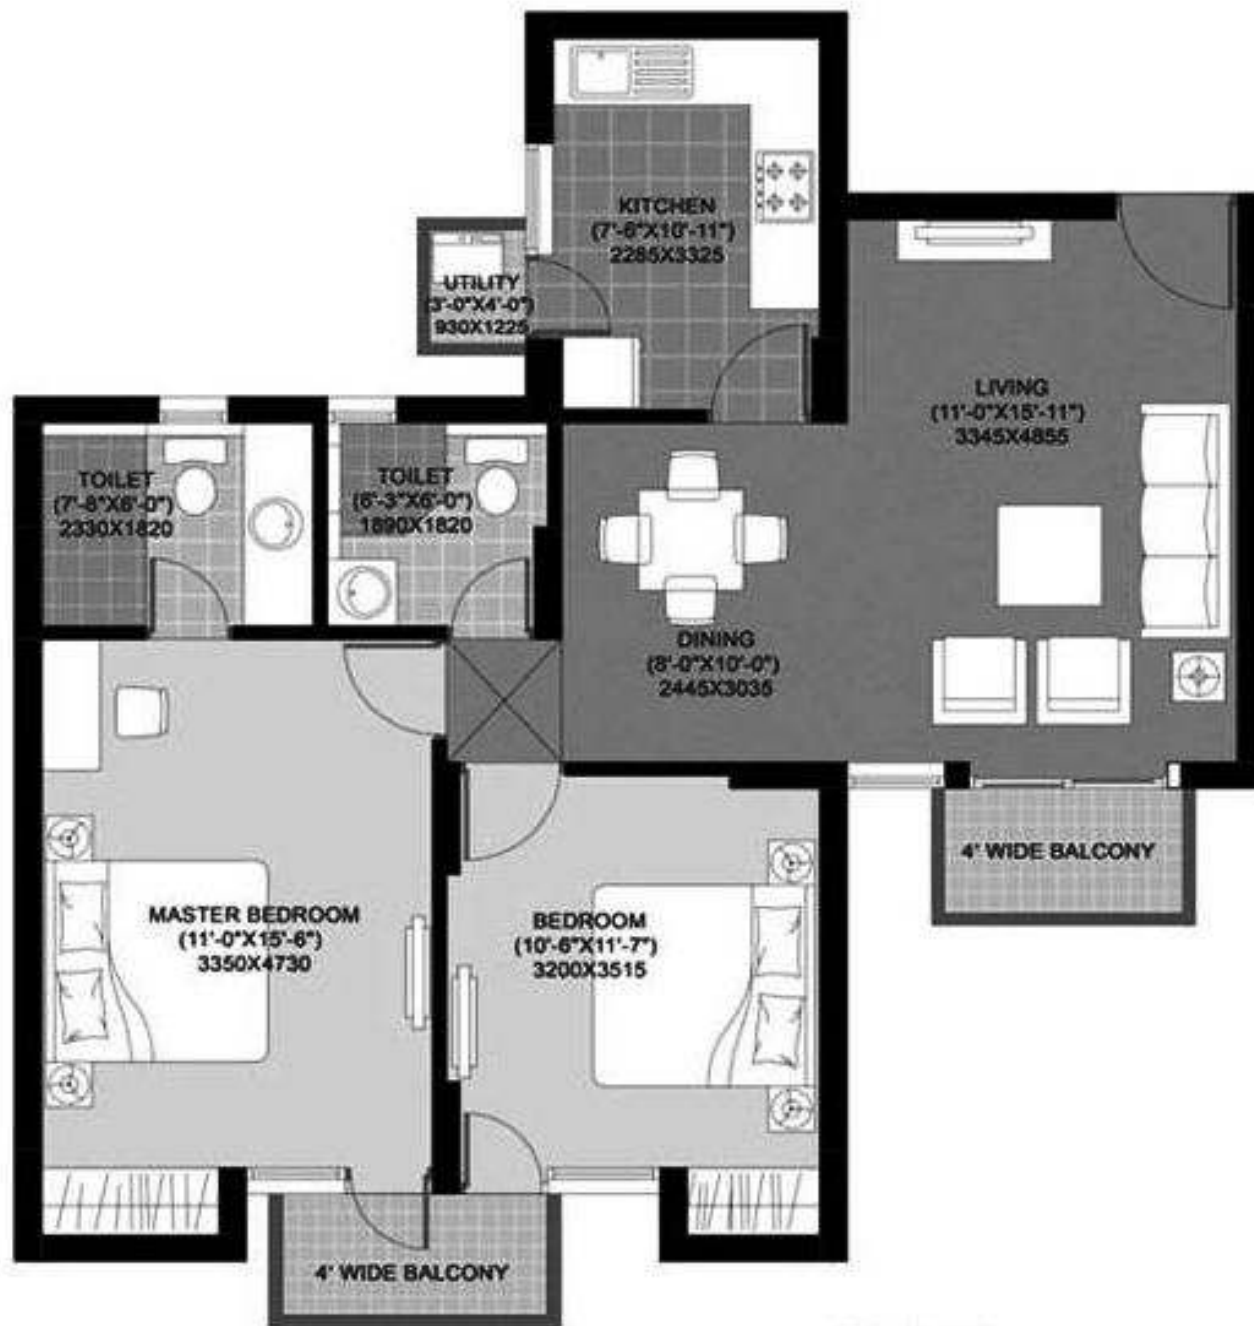 KITCHEN
(7'-6"X10'-11")
2285X3325
UTILITY
(3'-0"X4'-0")
930X1225
LIVING
(11'-0"X15'-11")
3345X4855
TOILET
(7'-8"X6'-0")
2330X1820
TOILET
(6'-3"X6'-0")
1890X1820
DINING
(8'-0"X10'-0")
2445X3035
4' WIDE BALCONY
MASTER BEDROOM
(11'-0"X15'-6")
3350X4730
BEDROOM
(10'-6"X11'-7")
3200X3515
4' WIDE BALCONY